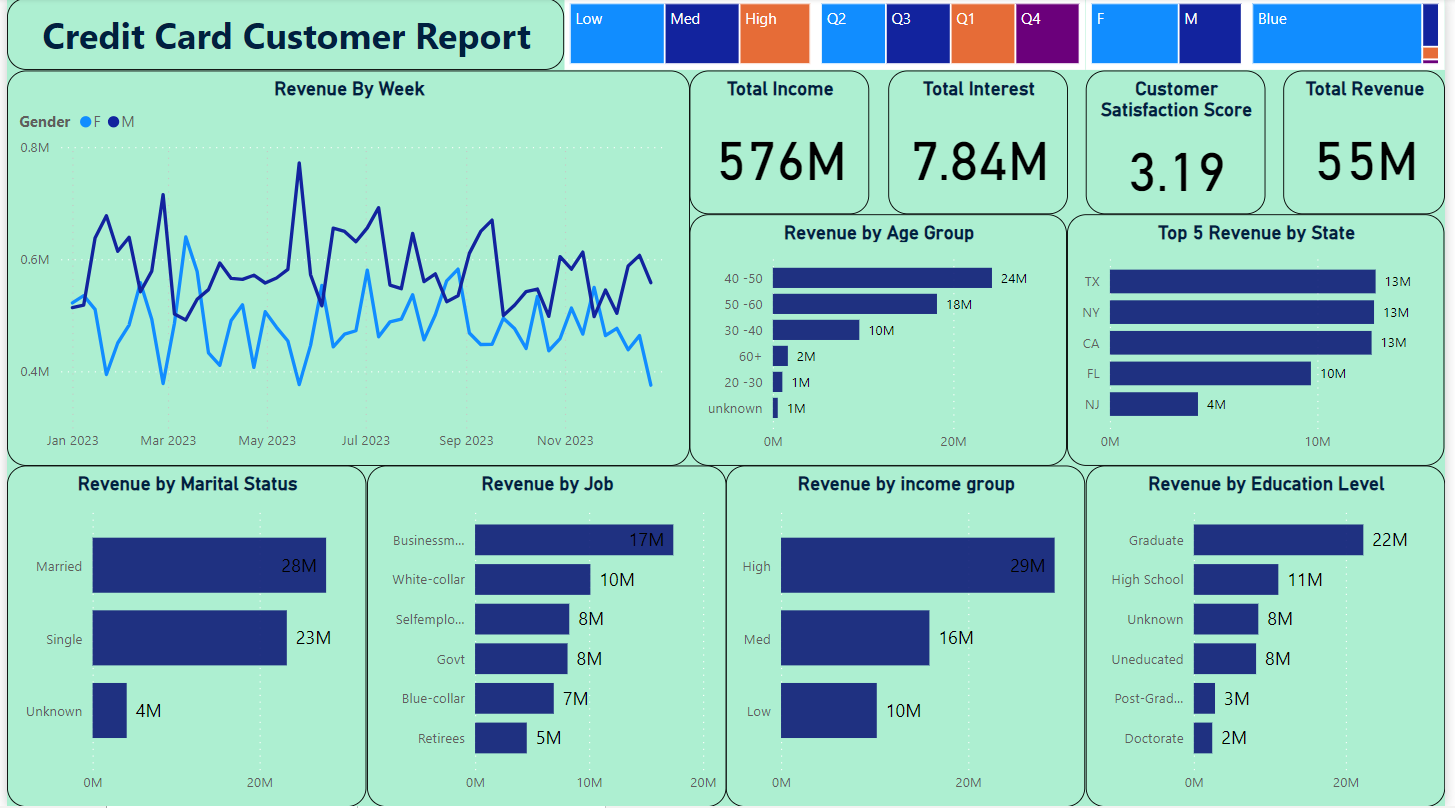 Credit Card Customer Report
Low
Med
High
Q2
Q3
Q1
Q4
F
M
Blue
Revenue By Week
Gender F M
0.8M
0.6M
0.4M
Jan 2023 Mar 2023 May 2023 Jul 2023 Sep 2023 Nov 2023
Total Income
576M
Total Interest
7.84M
Customer
Satisfaction Score
3.19
Total Revenue
55M
Revenue by Age Group
40 -50 24M
50 -60 18M
30 -40 10M
60+ 2M
20 -30 1M
unknown 1M
0M 20M
Top 5 Revenue by State
TX 13M
NY 13M
CA 13M
FL 10M
NJ 4M
0M 10M
Revenue by Marital Status
Married 28M
Single 23M
Unknown 4M
0M 20M
Revenue by Job
Businessm... 17M
White-collar 10M
Selfemplo... 8M
Govt 8M
Blue-collar 7M
Retirees 5M
0M 10M 20M
Revenue by income group
High 29M
Med 16M
Low 10M
0M 20M
Revenue by Education Level
Graduate 22M
High School 11M
Unknown 8M
Uneducated 8M
Post-Grad... 3M
Doctorate 2M
0M 20M